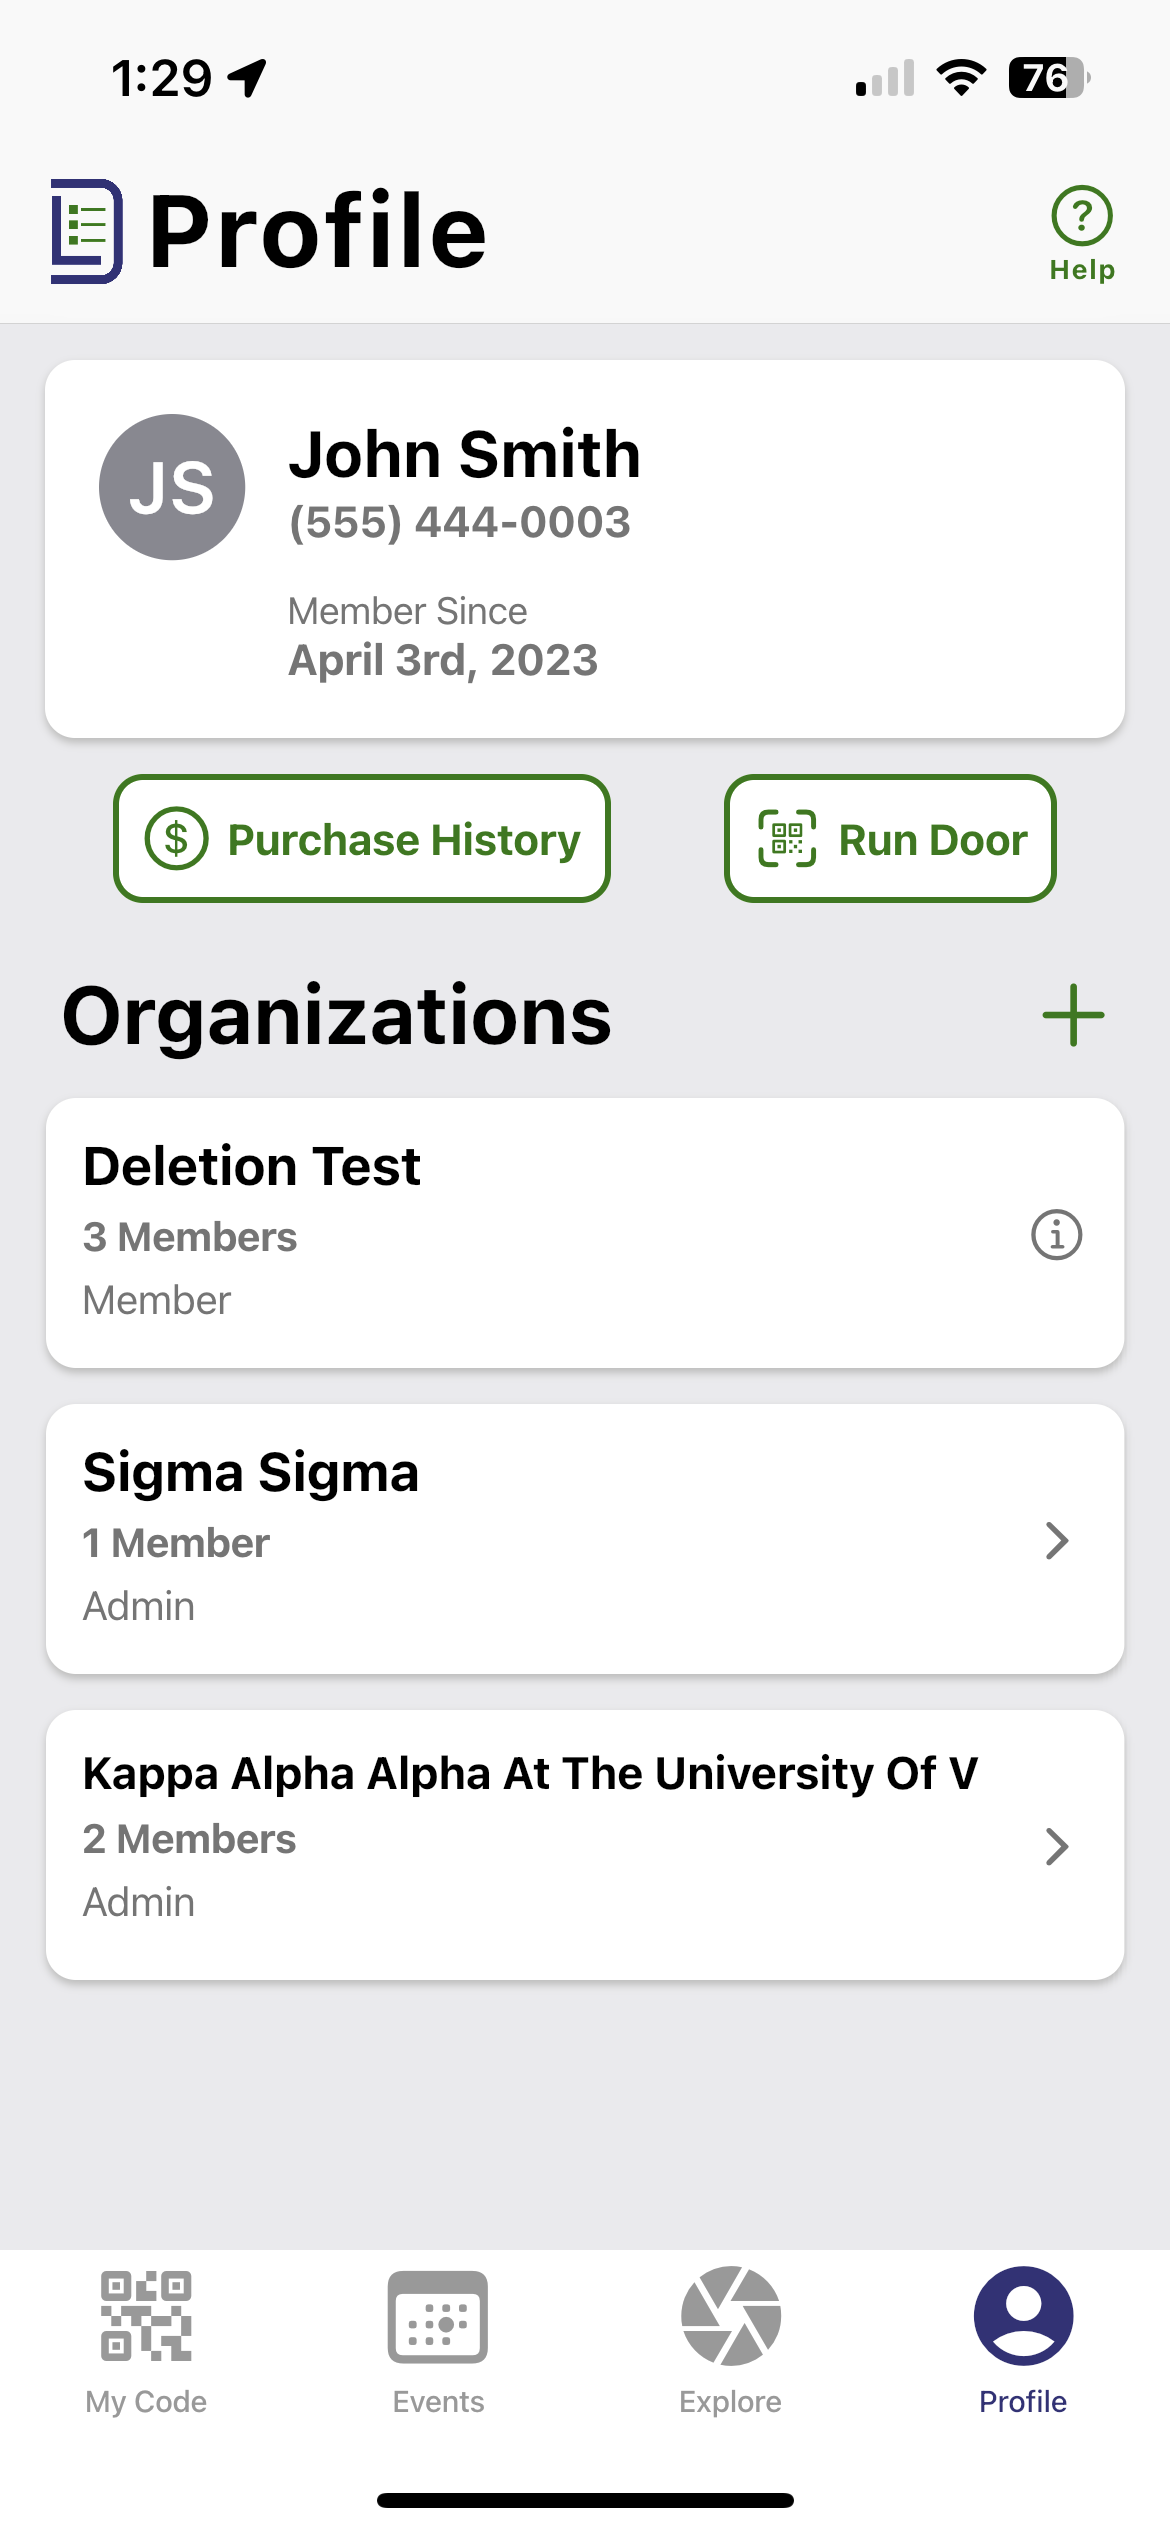 1:29
76
Profile
Help
JS
John Smith
(555) 444-0003
Member Since
April 3rd, 2023
Purchase History
Run Door
Organizations
Deletion Test
3 Members
Member
Sigma Sigma
1 Member
Admin
Kappa Alpha Alpha At The University Of V
2 Members
Admin
My Code
Events
Explore
Profile